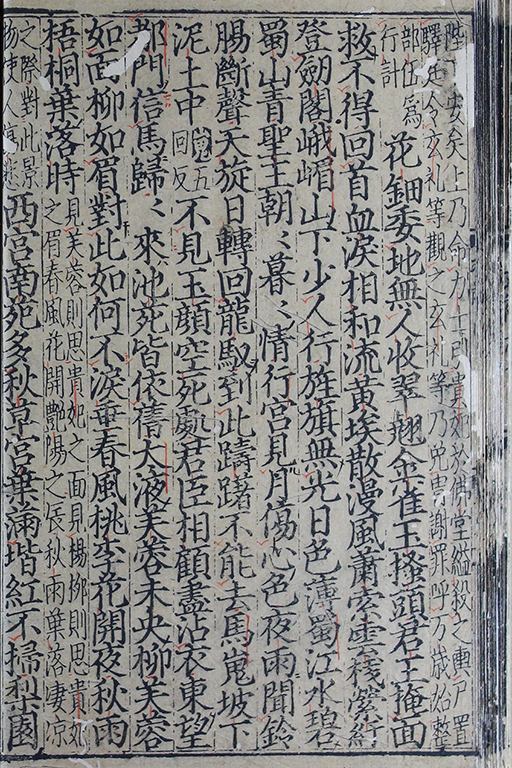 陛下安矣上乃命力士即貴妃於佛堂縊殺之輿尸置
驛庭令玄礼等觀之玄礼等乃免冑謝罪呼万歲始整
部伍爲
行計
花鈿委地無人收翠翹金雀玉搔頭君王掩面
救不得回首血淚相和流黃埃散漫風蕭索雲棧縈紆
登劔閣峨嵋山下少人行旌旗無光日色薄蜀江水碧
蜀山青聖王朝〻暮〻情行宮見月傷心色夜雨聞鈴
腸斷聲天旋日轉回龍馭到此躊躇不能去馬嵬坡下
泥土中
嵬五
回反
不見玉顏空死處君臣相顧盡沾衣東望
都門信馬歸〻來池苑皆依舊大液芙蓉未央柳芙蓉
如面柳如眉對此如何不淚垂春風桃李花開夜秋雨
梧桐葉落時
見芙蓉則思貴妃之面見楊柳則思貴妃
之眉春風花開艶陽之辰秋雨葉落凄凉
之際對此景
物使人
西宮南苑多秋草宮葉滿堦紅不掃梨園